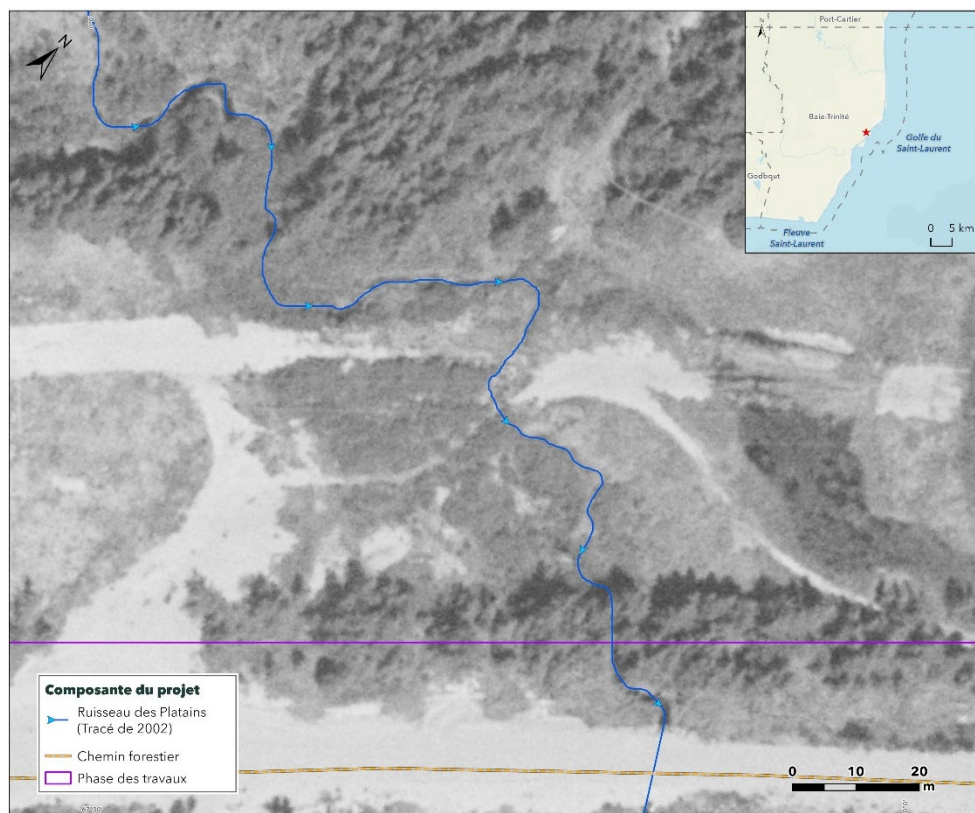 N
N
Port-Cartier
Baie-Trinité
Golfe du
Saint-Laurent
Godbout
Fleuve
Saint-Laurent
0 5 km
Composante du projet
Ruisseau des Platains
(Tracé de 2002)
Chemin forestier
Phase des travaux
0 10 20
m